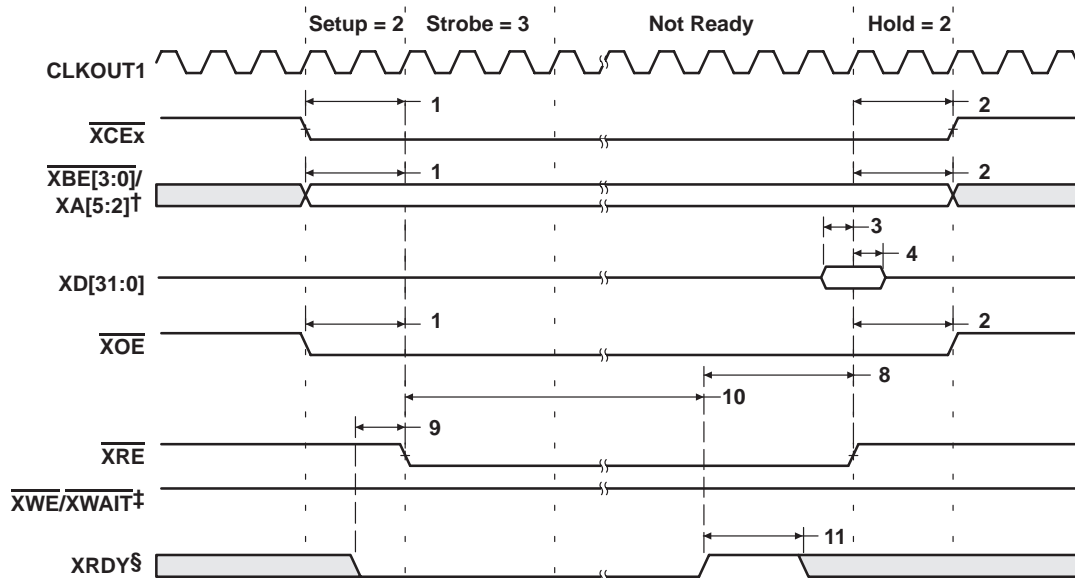 Setup = 2 Strobe = 3 Not Ready Hold = 2
CLKOUT1
1 2
XCEx
1 2
XBE[3:0]/
XA[5:2]†
3
4
XD[31:0]
1 2
XOE
8
10
9
XRE
XWE/XWAIT‡
11
XRDY§